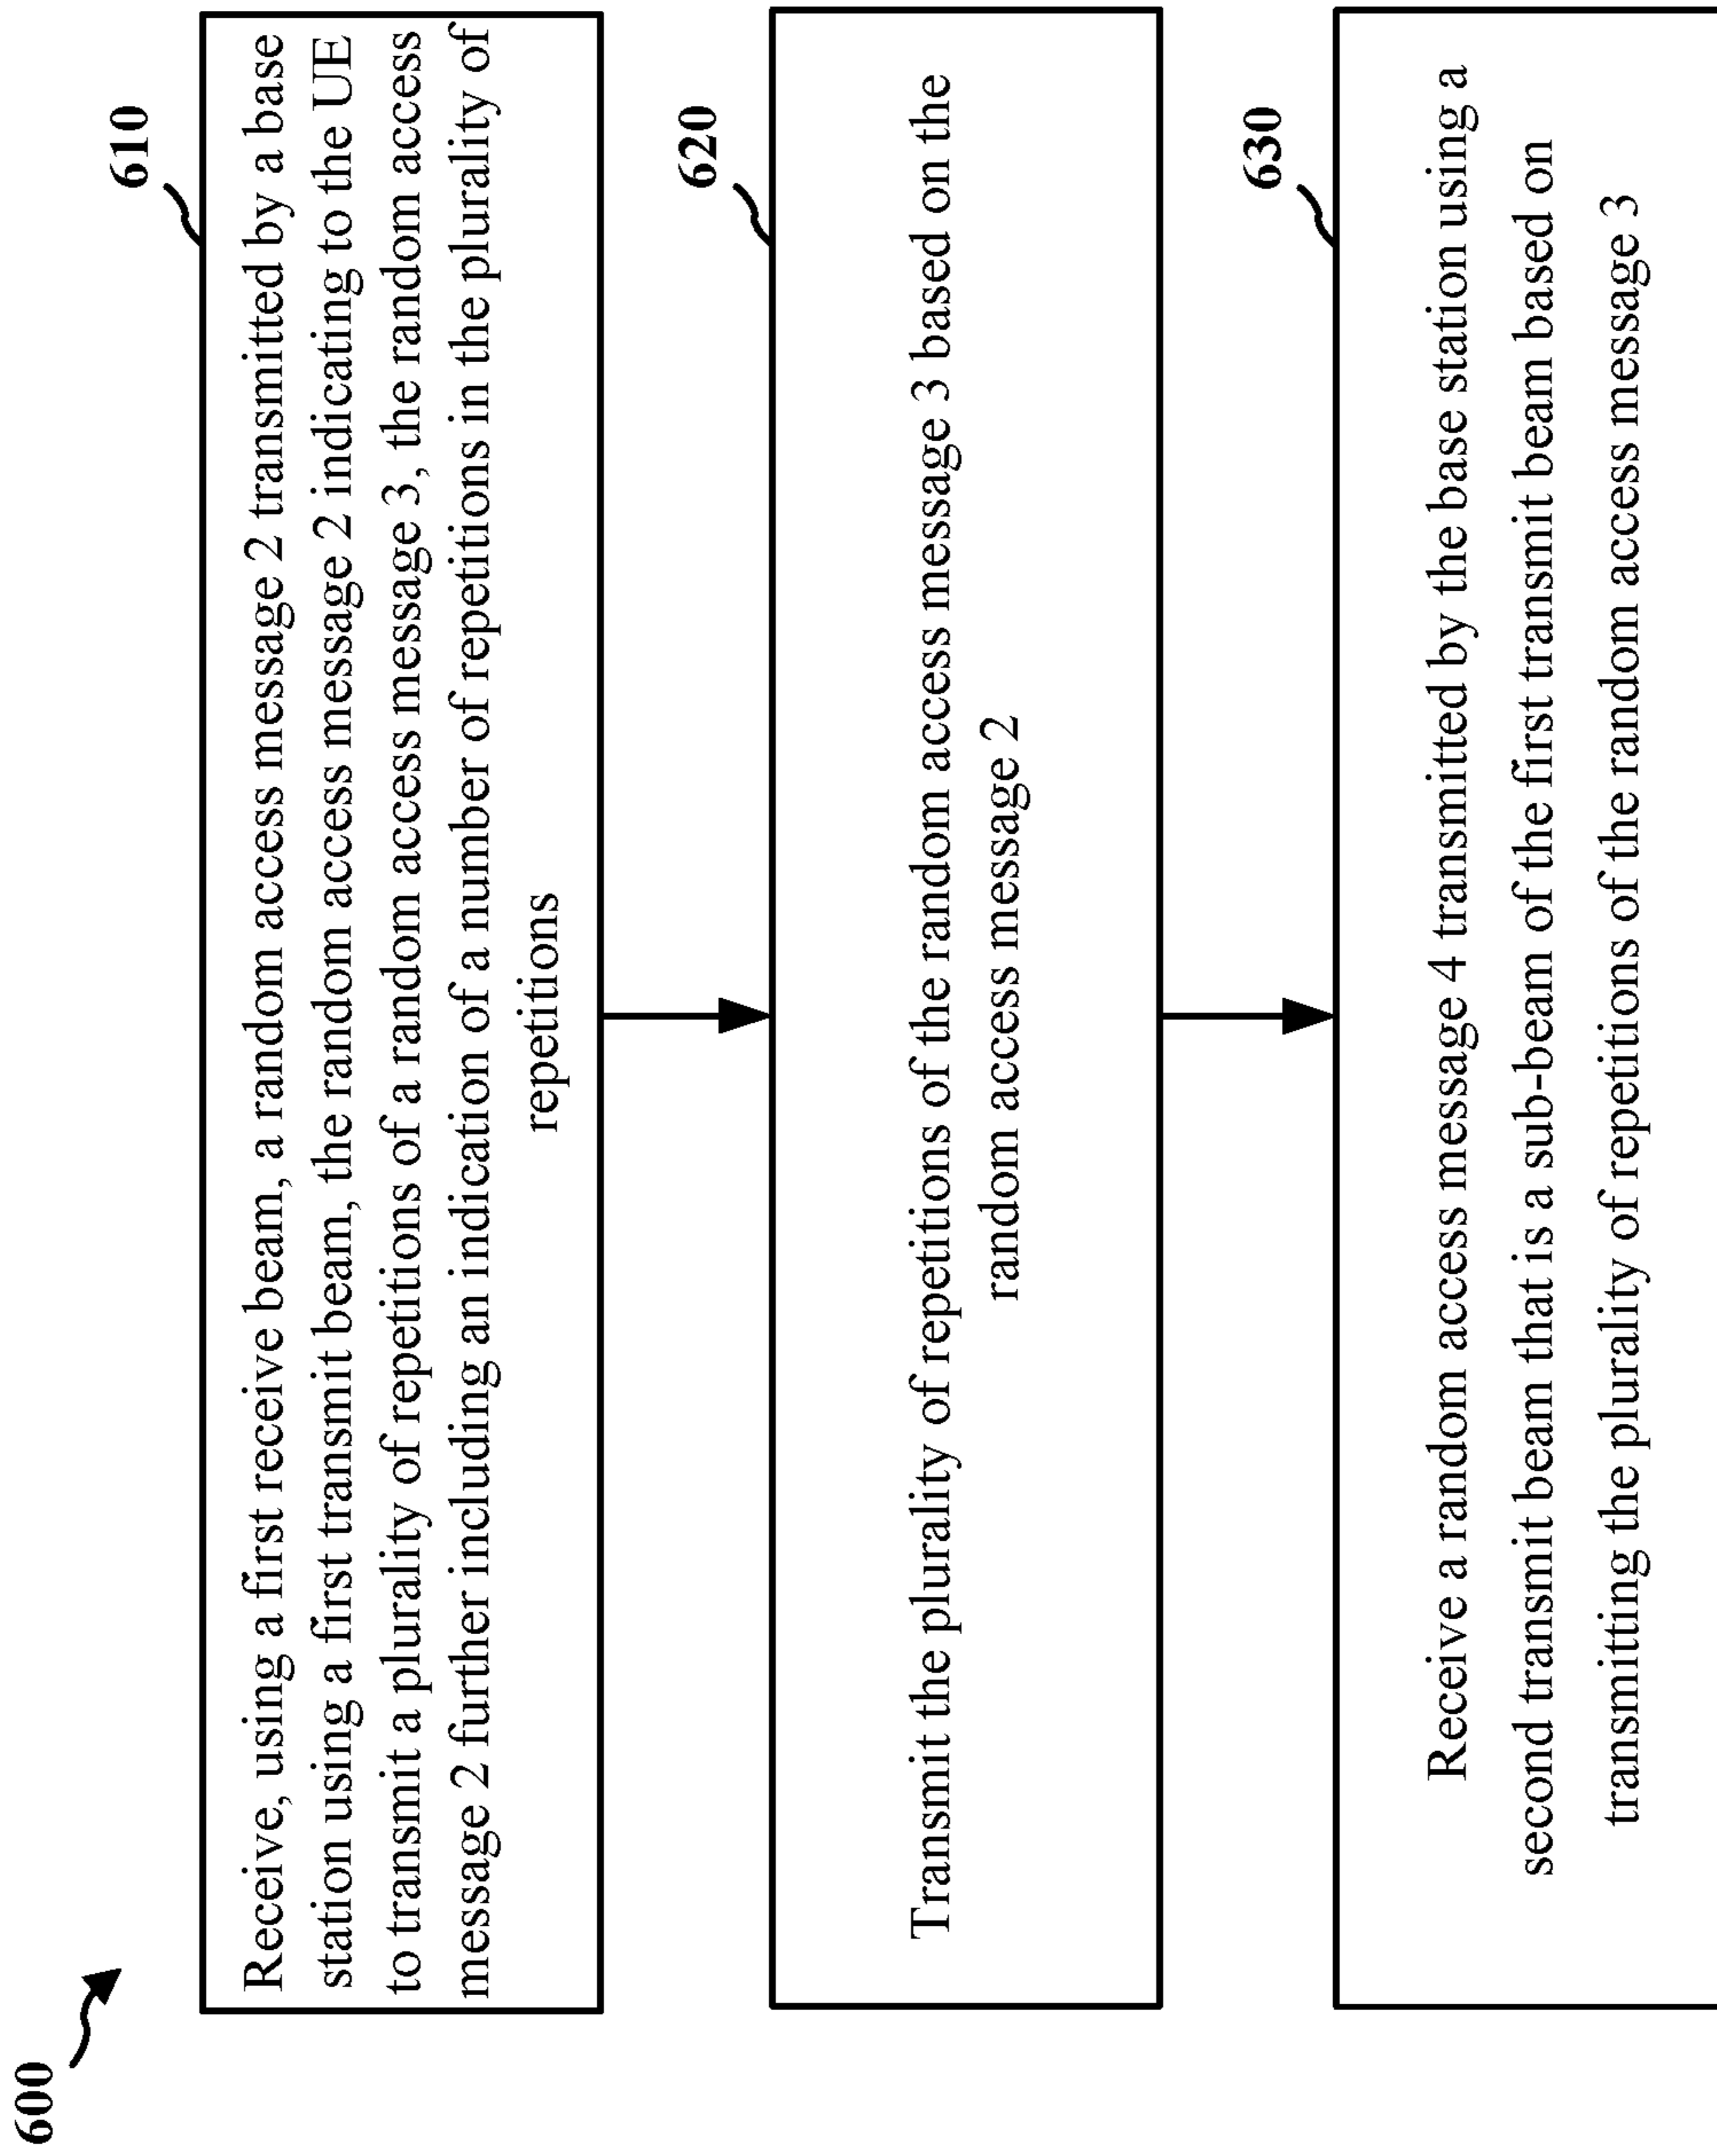 600
610
Receive, using a first receive beam, a random access message 2 transmitted by a base
station using a first transmit beam, the random access message 2 indicating to the UE
to transmit a plurality of repetitions of a random access message 3, the random access
message 2 further including an indication of a number of repetitions in the plurality of
repetitions
620
Transmit the plurality of repetitions of the random access message 3 based on the
random access message 2
630
Receive a random access message 4 transmitted by the base station using a
second transmit beam that is a sub-beam of the first transmit beam based on
transmitting the plurality of repetitions of the random access message 3